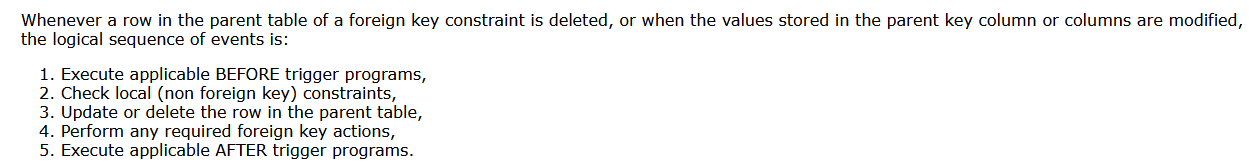 Whenever a row in the parent table of a foreign key constraint is deleted, or when the values stored in the parent key column or columns are modified,
the logical sequence of events is:
1. Execute applicable BEFORE trigger programs,
2. Check local (non foreign key) constraints,
3. Update or delete the row in the parent table,
4. Perform any required foreign key actions,
5. Execute applicable AFTER trigger programs.